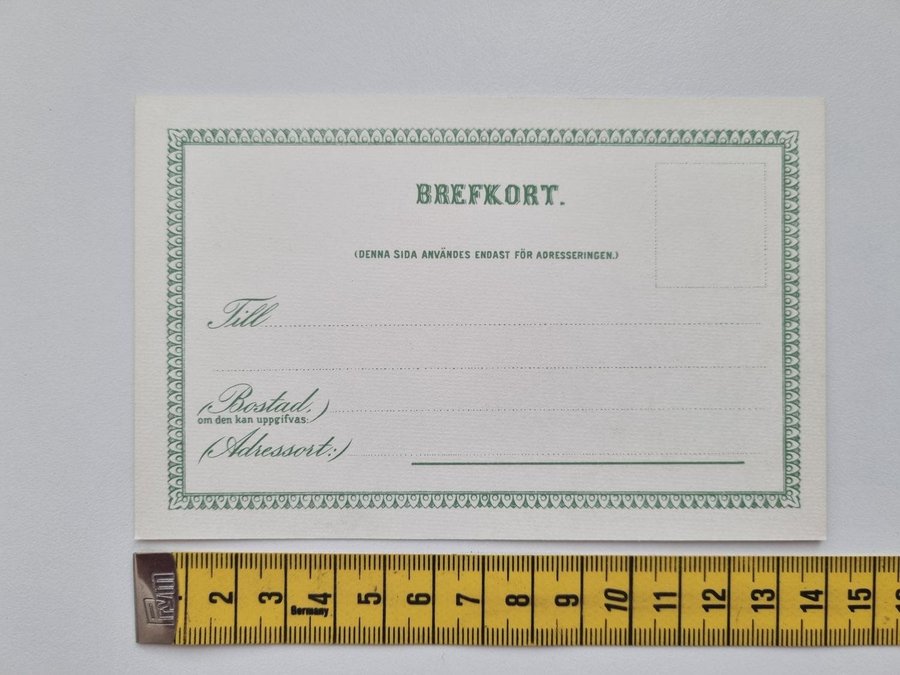 BREFKORT.
(DENNA SIDA ANVÄNDES ENDAST FÖR ADRESSERINGEN.)
Till
(Bostad,)
om den kan uppgifvas:
(Adressort:)
Prym
2 3 4 5 6 7 8 9 10 11 12 13 14 15
Germany